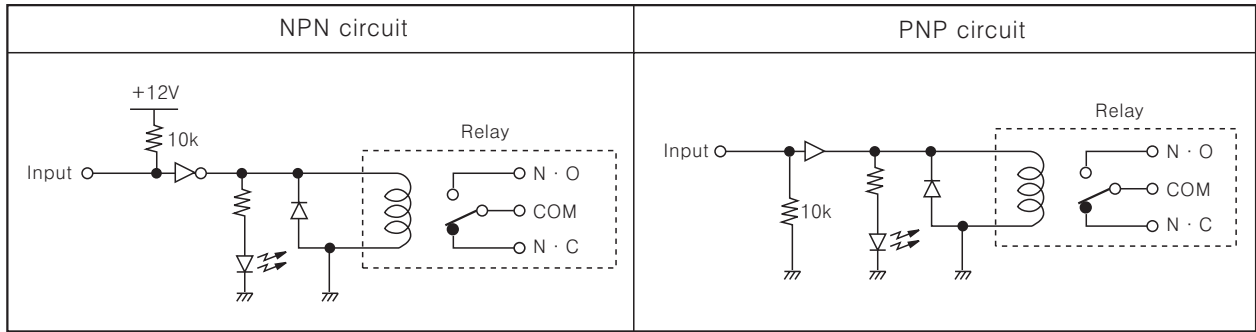 NPN circuit
PNP circuit
+12V
10k
Input
Relay
N · O
COM
N · C
Input
10k
Relay
N · O
COM
N · C